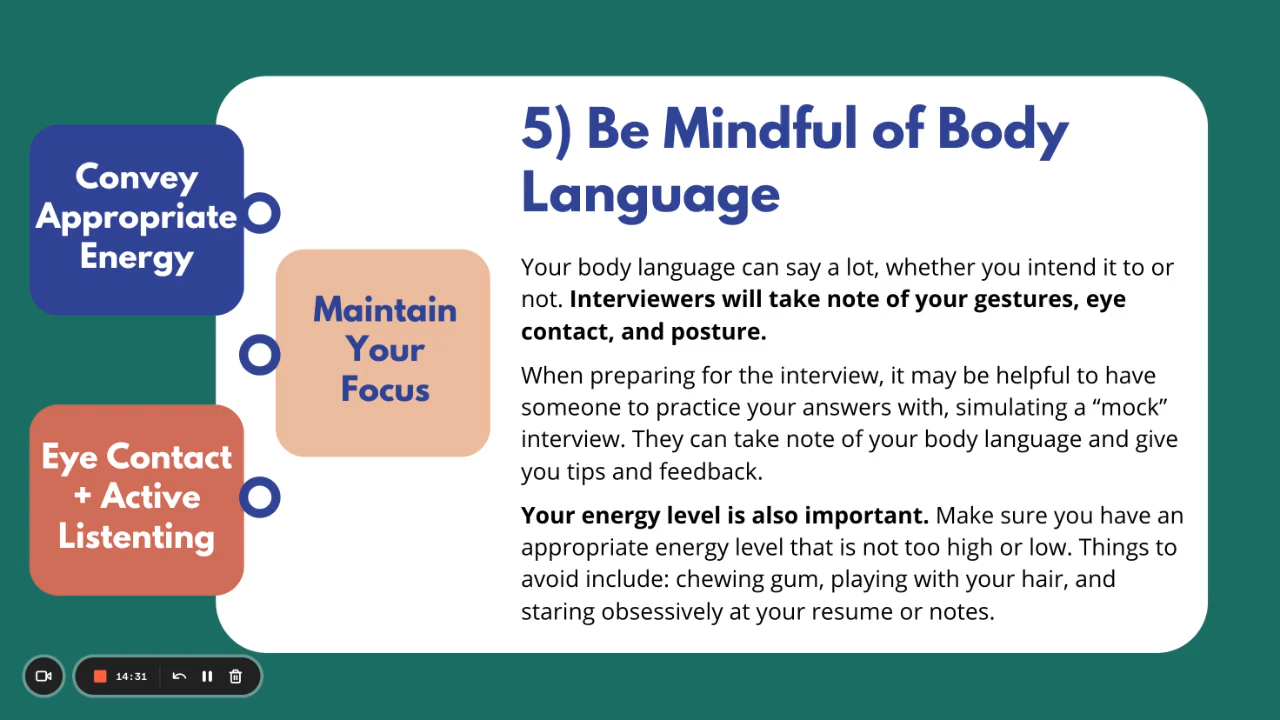 Convey
Appropriate
Energy
Maintain
Your
Focus
Eye Contact
+ Active
Listenting
5) Be Mindful of Body
Language
Your body language can say a lot, whether you intend it to or
not. Interviewers will take note of your gestures, eye
contact, and posture.
When preparing for the interview, it may be helpful to have
someone to practice your answers with, simulating a “mock”
interview. They can take note of your body language and give
you tips and feedback.
Your energy level is also important. Make sure you have an
appropriate energy level that is not too high or low. Things to
avoid include: chewing gum, playing with your hair, and
staring obsessively at your resume or notes.
14:31